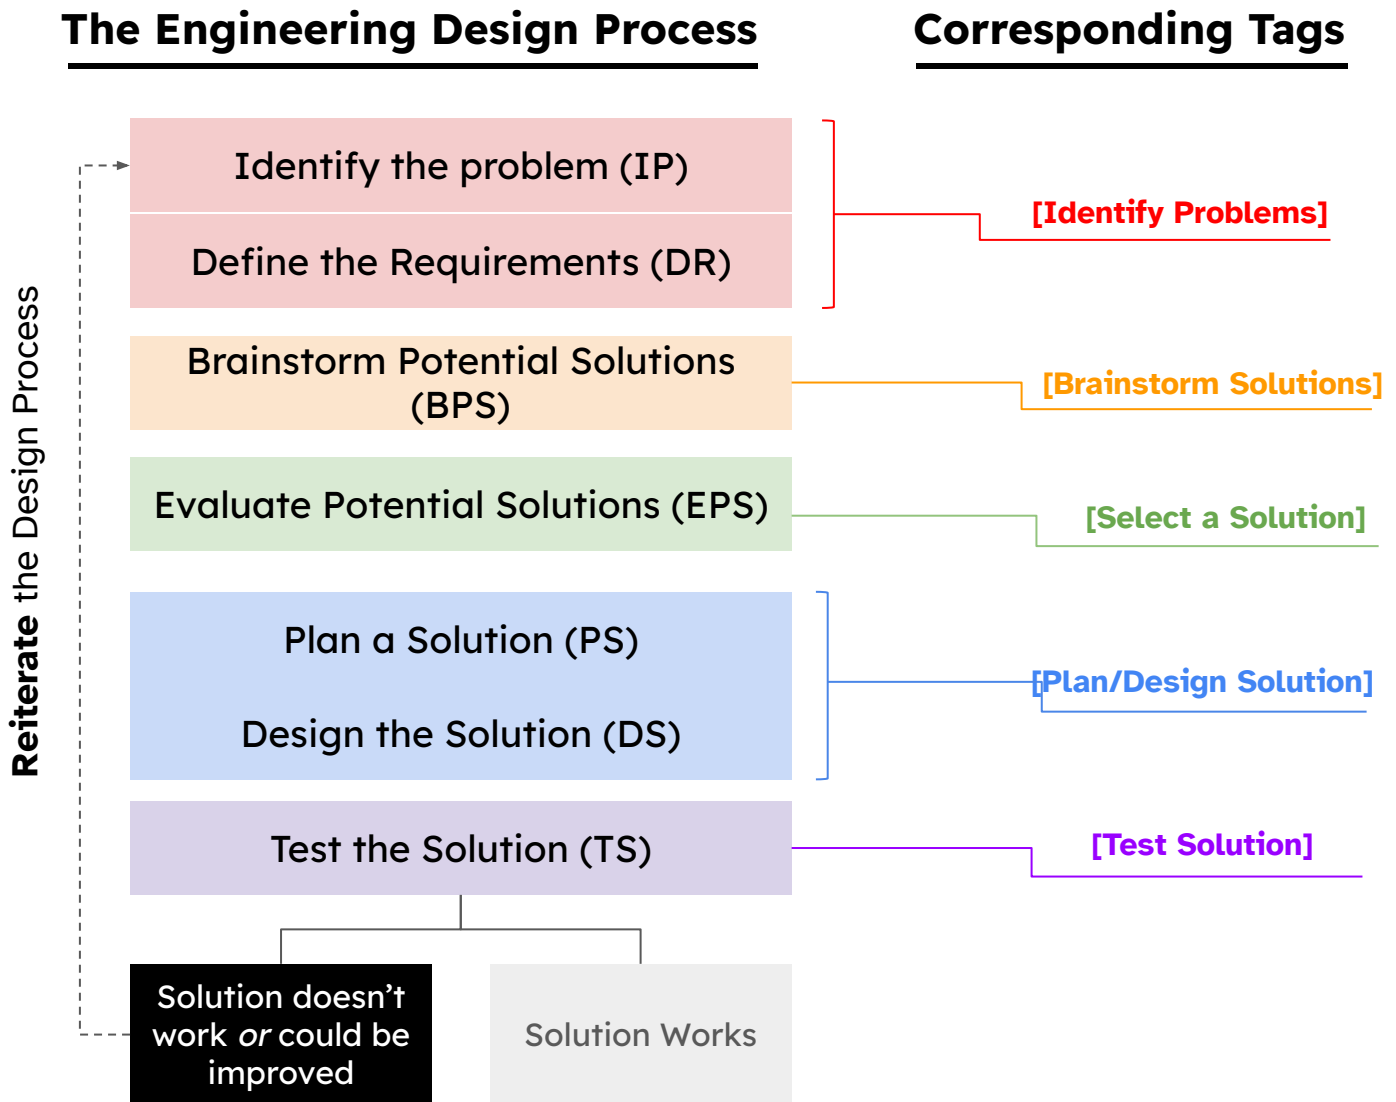 The Engineering Design Process
Corresponding Tags
Identify the problem (IP)
Define the Requirements (DR)
[Identify Problems]
Brainstorm Potential Solutions
(BPS)
[Brainstorm Solutions]
Evaluate Potential Solutions (EPS)
[Select a Solution]
Plan a Solution (PS)
Design the Solution (DS)
[Plan/Design Solution]
Test the Solution (TS)
[Test Solution]
Solution doesn’t
work or could be
improved
Solution Works
Reiterate the Design Process